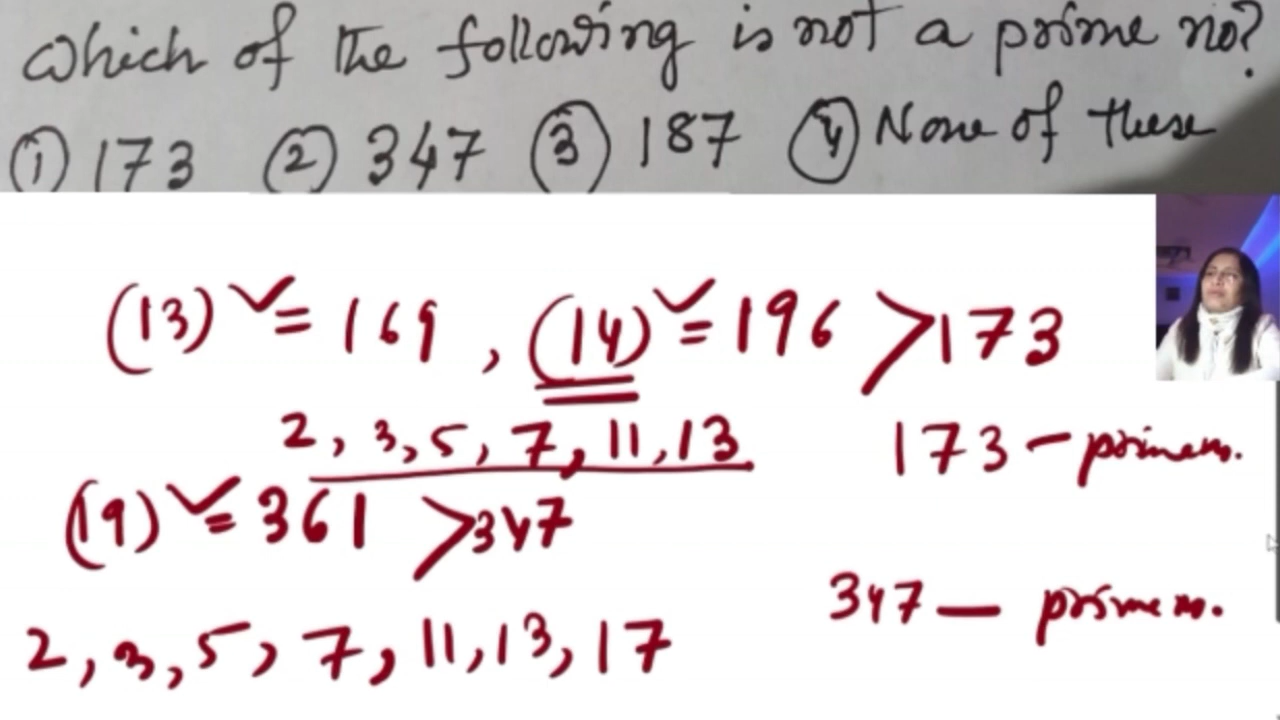 Which of the following is not a prime no?
① 173 ② 347 ③ 187 ④ None of these
(13)² = 169, (14)² = 196 > 173
2, 3, 5, 7, 11, 13
173 - prime no.
(19)² = 361 > 347
347 — prime no.
2, 3, 5, 7, 11, 13, 17